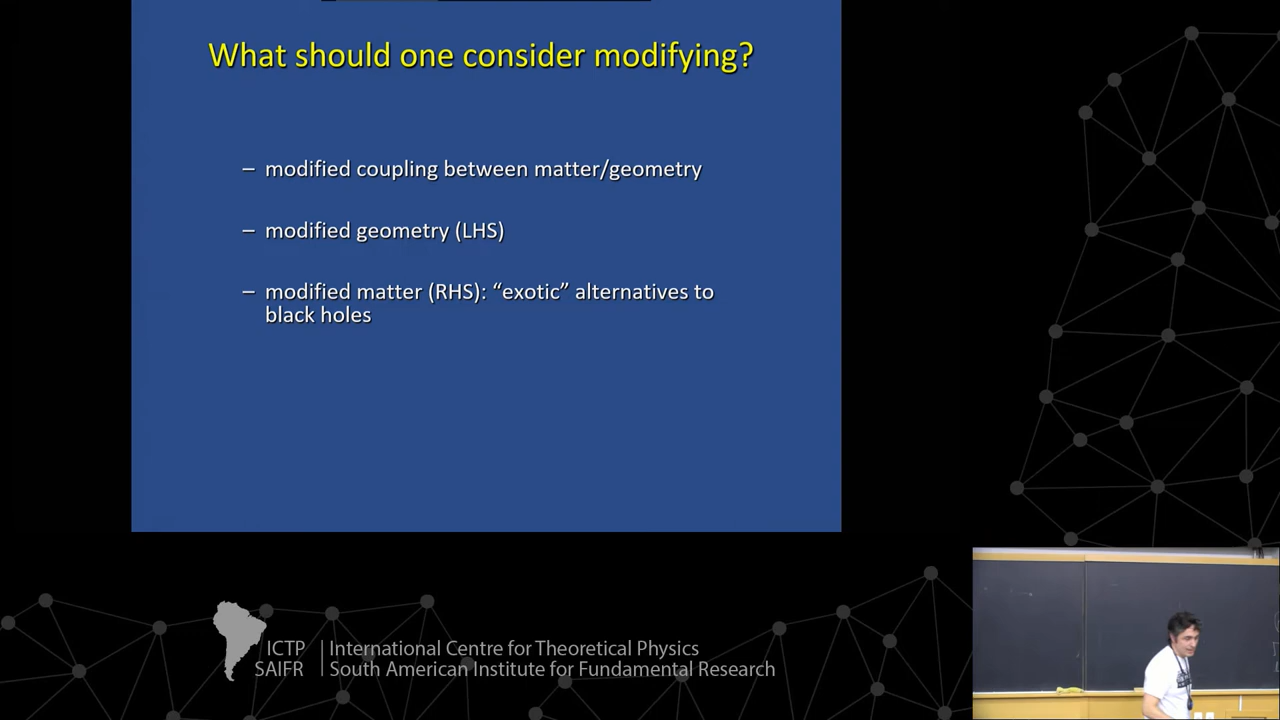 What should one consider modifying?
– modified coupling between matter/geometry
– modified geometry (LHS)
– modified matter (RHS): “exotic” alternatives to
black holes
ICTP
SAIFR
International Centre for Theoretical Physics
South American Institute for Fundamental Research